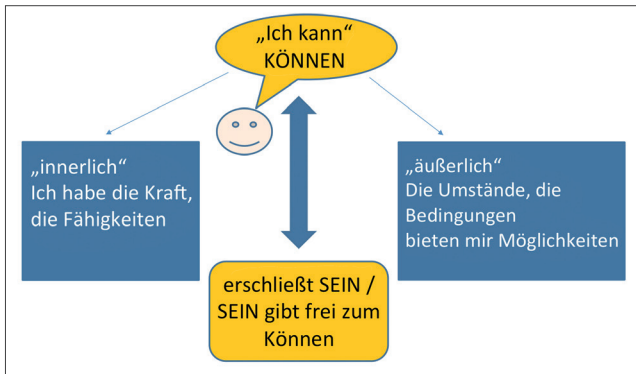 „Ich kann“
KÖNNEN
„innerlich“
Ich habe die Kraft,
die Fähigkeiten
„äußerlich“
Die Umstände, die
Bedingungen
bieten mir Möglichkeiten
erschließt SEIN /
SEIN gibt frei zum
Können